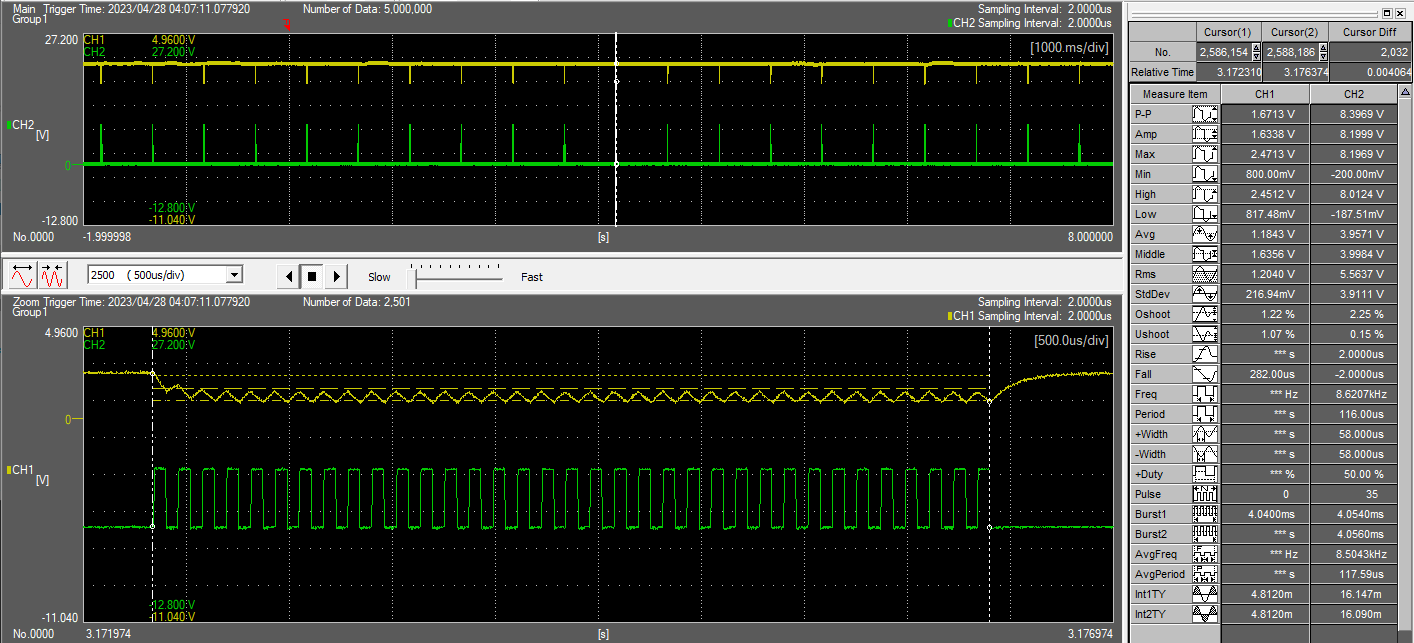 Main Trigger Time: 2023/04/28 04:07:11.077920 Number of Data: 5,000,000 Sampling Interval: 2.0000us
Group1 CH2 Sampling Interval: 2.0000us
27.200 CH1 4.9600 V [1000.ms/div]
CH2 27.200 V
CH2
[V]
0
-12.800 V
-12.800 -11.040 V
No.0000 -1.999998 [s] 8.000000
2500 ( 500us/div) Slow Fast
Zoom Trigger Time: 2023/04/28 04:07:11.077920 Number of Data: 2,501 Sampling Interval: 2.0000us
Group1 CH1 Sampling Interval: 2.0000us
4.9600 CH1 4.9600 V [500.0us/div]
CH2 27.200 V
0
CH1
[V]
-12.800 V
-11.040 -11.040 V
No.0000 3.171974 [s] 3.176974
Cursor(1) Cursor(2) Cursor Diff
No. 2,586,154 2,588,186 2,032
Relative Time 3.172310 3.176374 0.004064
Measure Item CH1 CH2
P-P 1.6713 V 8.3969 V
Amp 1.6338 V 8.1999 V
Max 2.4713 V 8.1969 V
Min 800.00mV -200.00mV
High 2.4512 V 8.0124 V
Low 817.48mV -187.51mV
Avg 1.1843 V 3.9571 V
Middle 1.6356 V 3.9984 V
Rms 1.2040 V 5.5637 V
StdDev 216.94mV 3.9111 V
Oshoot 1.22 % 2.25 %
Ushoot 1.07 % 0.15 %
Rise *** s 2.0000us
Fall 282.00us -2.0000us
Freq *** Hz 8.6207kHz
Period *** s 116.00us
+Width *** s 58.000us
-Width *** s 58.000us
+Duty *** % 50.00 %
Pulse 0 35
Burst1 4.0400ms 4.0540ms
Burst2 *** s 4.0560ms
AvgFreq *** Hz 8.5043kHz
AvgPeriod *** s 117.59us
Int1TY 4.8120m 16.147m
Int2TY 4.8120m 16.090m